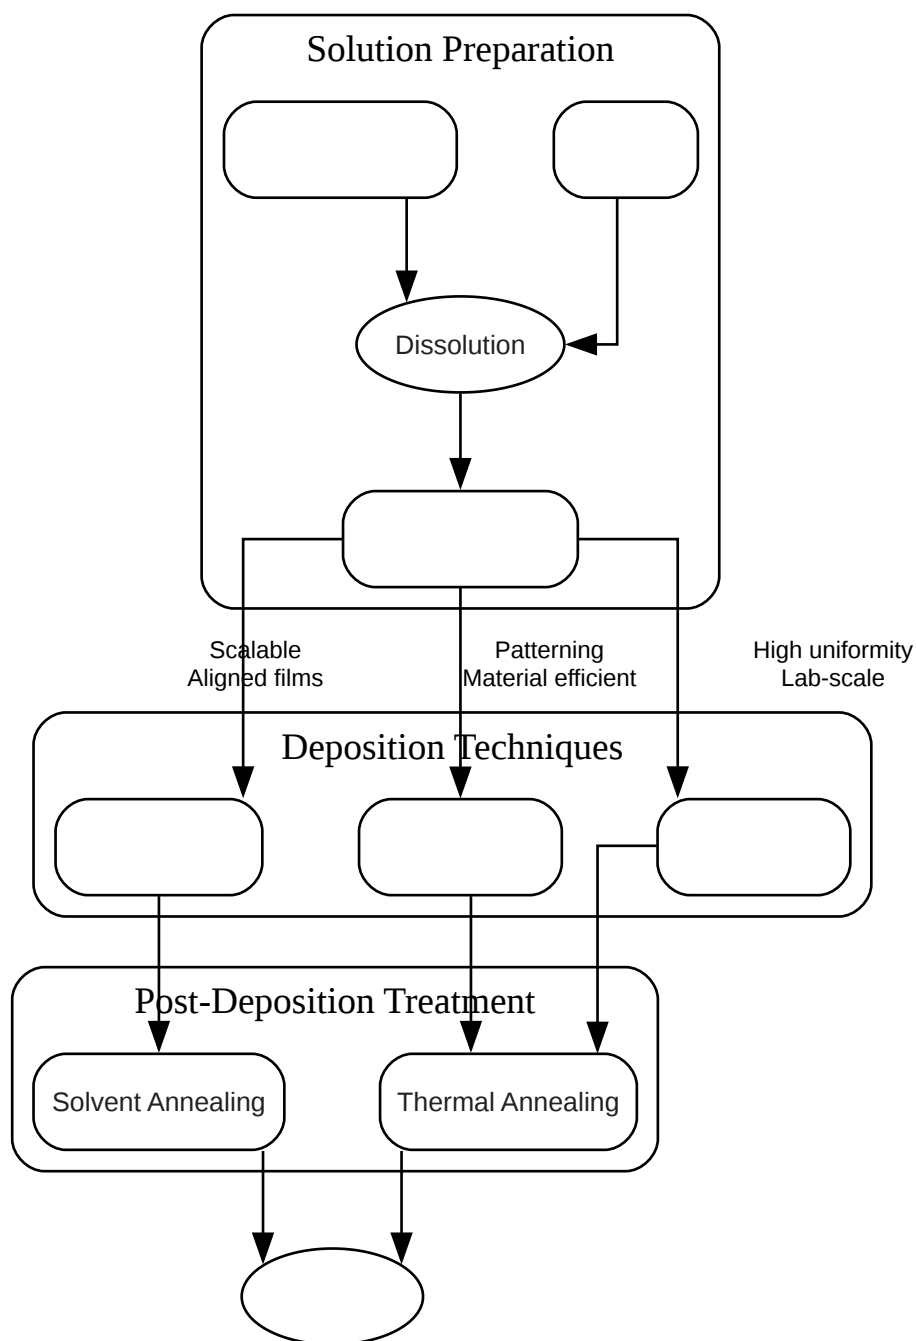 Solution Preparation
Dissolution
Scalable
Aligned films
Patterning
Material efficient
High uniformity
Lab-scale
Deposition Techniques
Post-Deposition Treatment
Solvent Annealing
Thermal Annealing